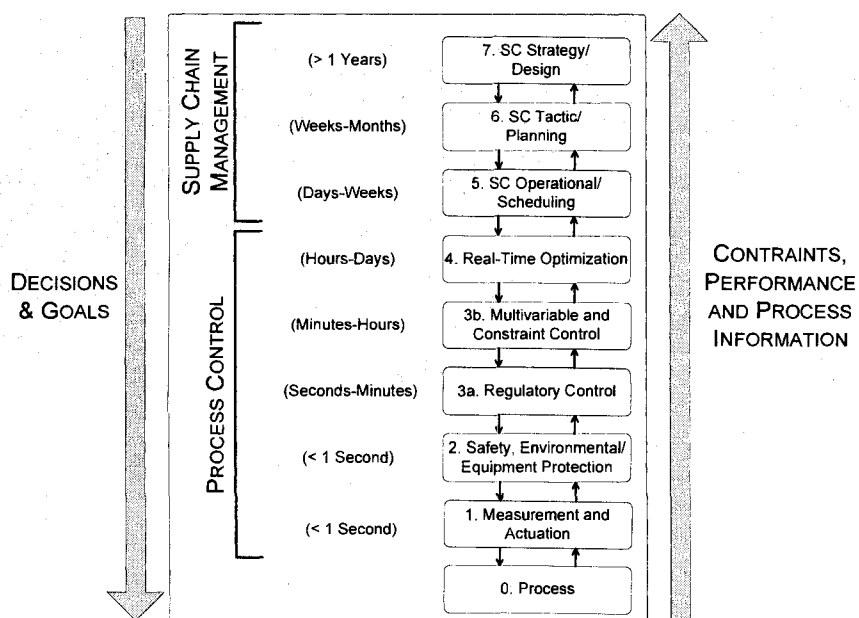 SUPPLY CHAIN
MANAGEMENT
(> 1 Years)
7. SC Strategy/
Design
(Weeks-Months)
6. SC Tactic/
Planning
(Days-Weeks)
5. SC Operational/
Scheduling
DECISIONS
& GOALS
PROCESS CONTROL
(Hours-Days)
4. Real-Time Optimization
(Minutes-Hours)
3b. Multivariable and
Constraint Control
(Seconds-Minutes)
3a. Regulatory Control
(< 1 Second)
2. Safety, Environmental/
Equipment Protection
(< 1 Second)
1. Measurement and
Actuation
0. Process
CONTRAINTS,
PERFORMANCE
AND PROCESS
INFORMATION